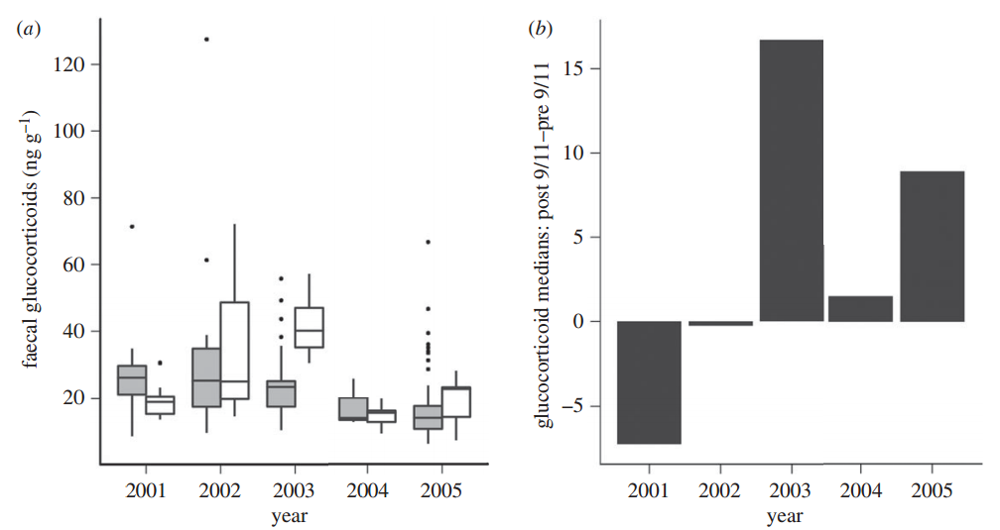 (a)
faecal glucocorticoids (ng g⁻¹)
120
100
80
60
40
20
2001 2002 2003 2004 2005
year
(b)
glucocorticoid medians: post 9/11–pre 9/11
15
10
5
0
–5
2001 2002 2003 2004 2005
year